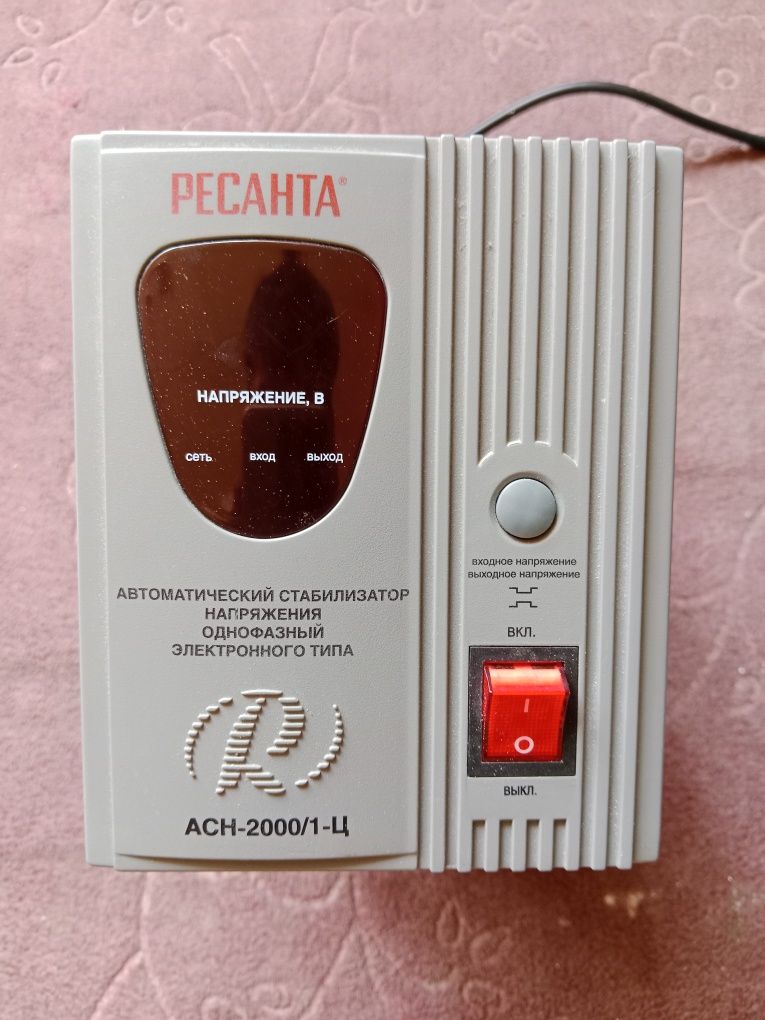 РЕСАНТА®
НАПРЯЖЕНИЕ, В
сеть вход выход
входное напряжение
выходное напряжение
АВТОМАТИЧЕСКИЙ СТАБИЛИЗАТОР
НАПРЯЖЕНИЯ
ОДНОФАЗНЫЙ
ЭЛЕКТРОННОГО ТИПА
ВКЛ.
I
O
ВЫКЛ.
R
АСН-2000/1-Ц